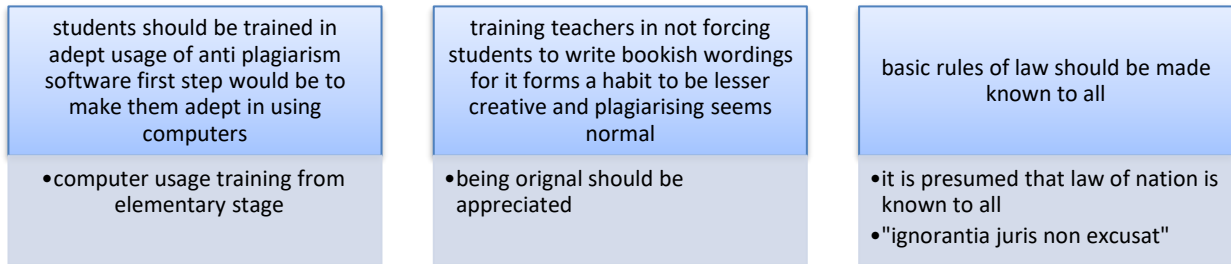 students should be trained in
adept usage of anti plagiarism
software first step would be to
make them adept in using
computers
•computer usage training from
elementary stage
training teachers in not forcing
students to write bookish wordings
for it forms a habit to be lesser
creative and plagiarising seems
normal
•being orignal should be
appreciated
basic rules of law should be made
known to all
•it is presumed that law of nation is
known to all
•"ignorantia juris non excusat"